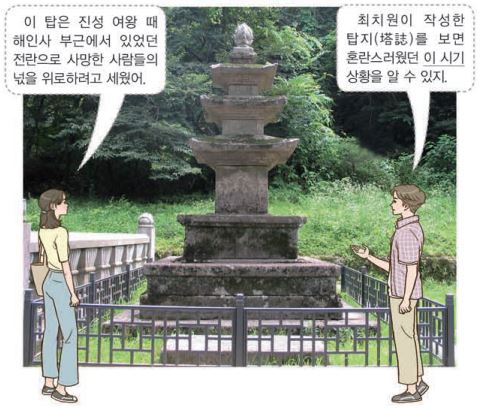 이 탑은 진성 여왕 때
해인사 부근에서 있었던
전란으로 사망한 사람들의
넋을 위로하려고 세웠어.
최치원이 작성한
탑지(塔誌)를 보면
혼란스러웠던 이 시기
상황을 알 수 있지.